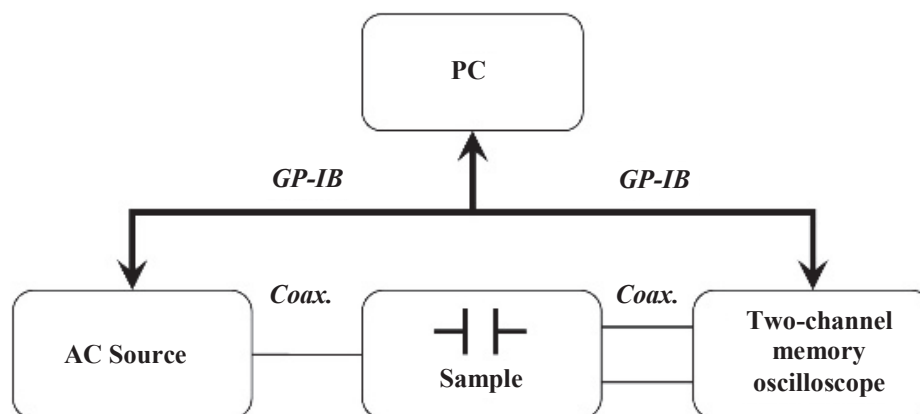 PC
GP-IB
GP-IB
Coax.
Coax.
AC Source
Sample
Two-channel
memory
oscilloscope